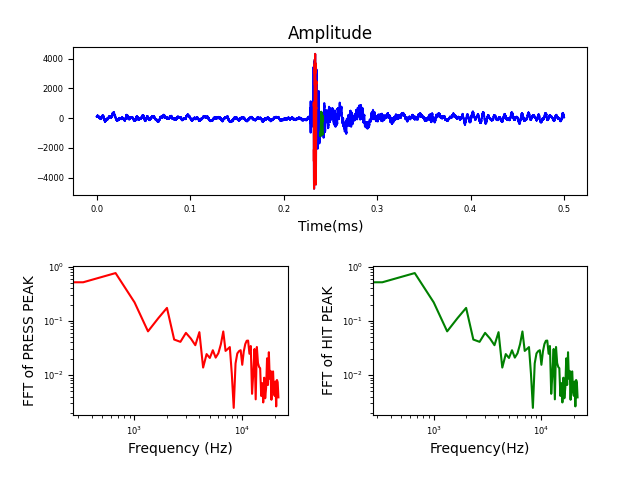 Amplitude
4000
2000
0
−2000
−4000
0.0 0.1 0.2 0.3 0.4 0.5
Time(ms)
FFT of PRESS PEAK
10⁰
10⁻¹
10⁻²
10³ 10⁴
Frequency (Hz)
FFT of HIT PEAK
10⁰
10⁻¹
10⁻²
10³ 10⁴
Frequency(Hz)